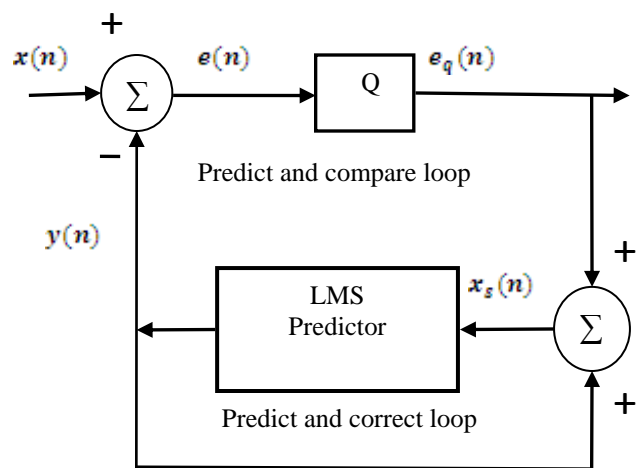 +
x(n)
e(n)
Q
e_q(n)
Σ
−
Predict and compare loop
y(n)
+
LMS
Predictor
x_s(n)
Σ
Predict and correct loop
+